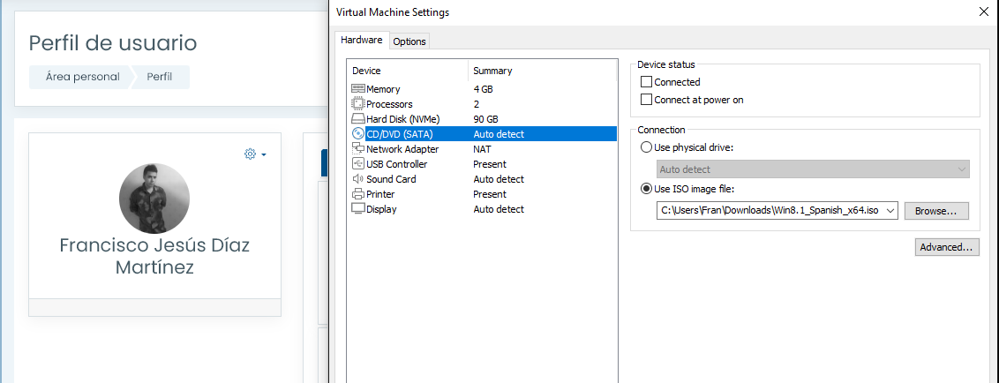 Perfil de usuario
Área personal
Perfil
Francisco Jesús Díaz
Martínez
Virtual Machine Settings
Hardware
Options
Device Summary
Memory 4 GB
Processors 2
Hard Disk (NVMe) 90 GB
CD/DVD (SATA) Auto detect
Network Adapter NAT
USB Controller Present
Sound Card Auto detect
Printer Present
Display Auto detect
Device status
Connected
Connect at power on
Connection
Use physical drive:
Auto detect
Use ISO image file:
C:\Users\Fran\Downloads\Win8.1_Spanish_x64.iso
Browse...
Advanced...